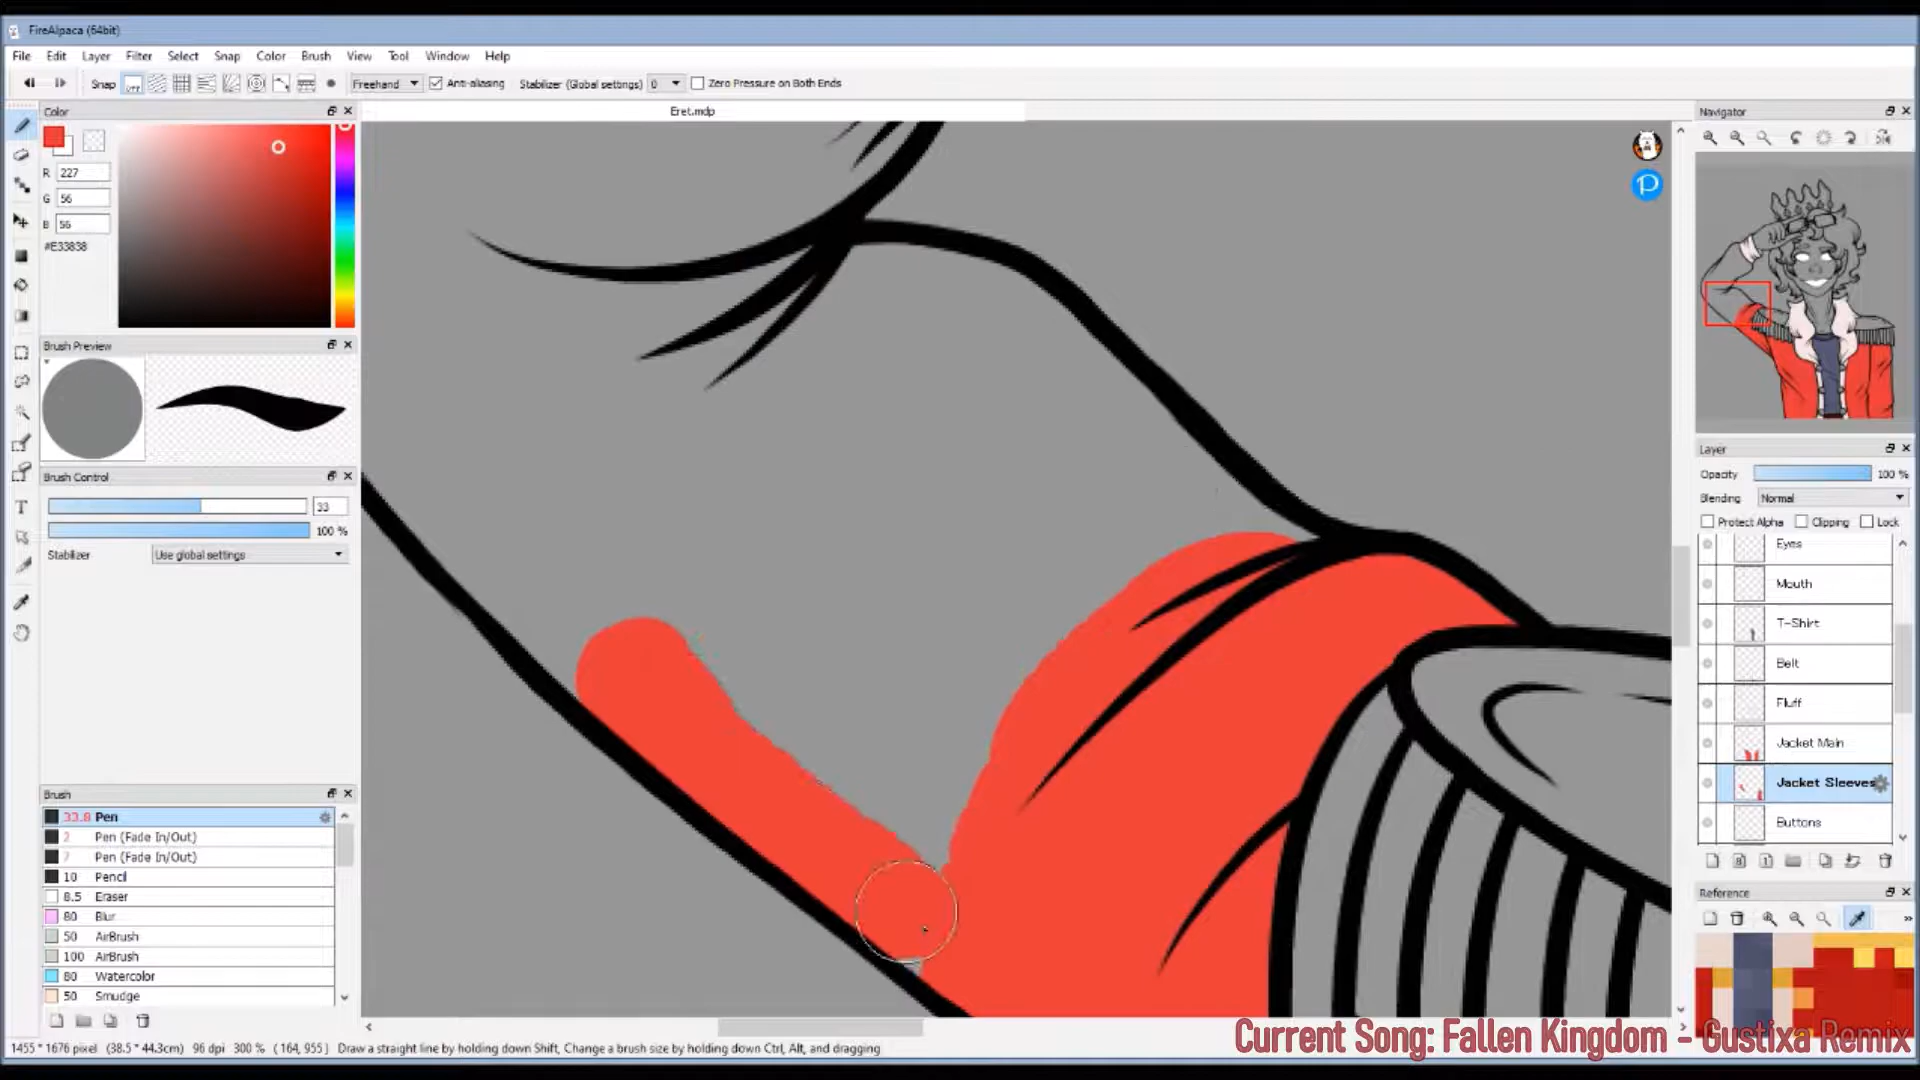 FireAlpaca (64bit)
File Edit Layer Filter Select Snap Color Brush View Tool Window Help
Snap OFF Freehand Anti-aliasing Stabilizer (Global settings) 0 Zero Pressure on Both Ends
Color
Eret.mdp
Navigator
R 227
G 56
B 56
#E33838
Brush Preview
Brush Control
33
100 %
Stabilizer Use global settings
Layer
Opacity 100 %
Blending Normal
Protect Alpha Clipping Lock
Eyes
Mouth
T-Shirt
Belt
Fluff
Jacket Main
Jacket Sleeves
Buttons
Brush
33.8 Pen
2 Pen (Fade In/Out)
7 Pen (Fade In/Out)
10 Pencil
8.5 Eraser
80 Blur
50 AirBrush
100 AirBrush
80 Watercolor
50 Smudge
Reference
1455 * 1676 pixel (38.5 * 44.3cm) 96 dpi 300 % ( 164, 955 ) Draw a straight line by holding down Shift, Change a brush size by holding down Ctrl, Alt, and dragging
Current Song: Fallen Kingdom - Gustixa Remix